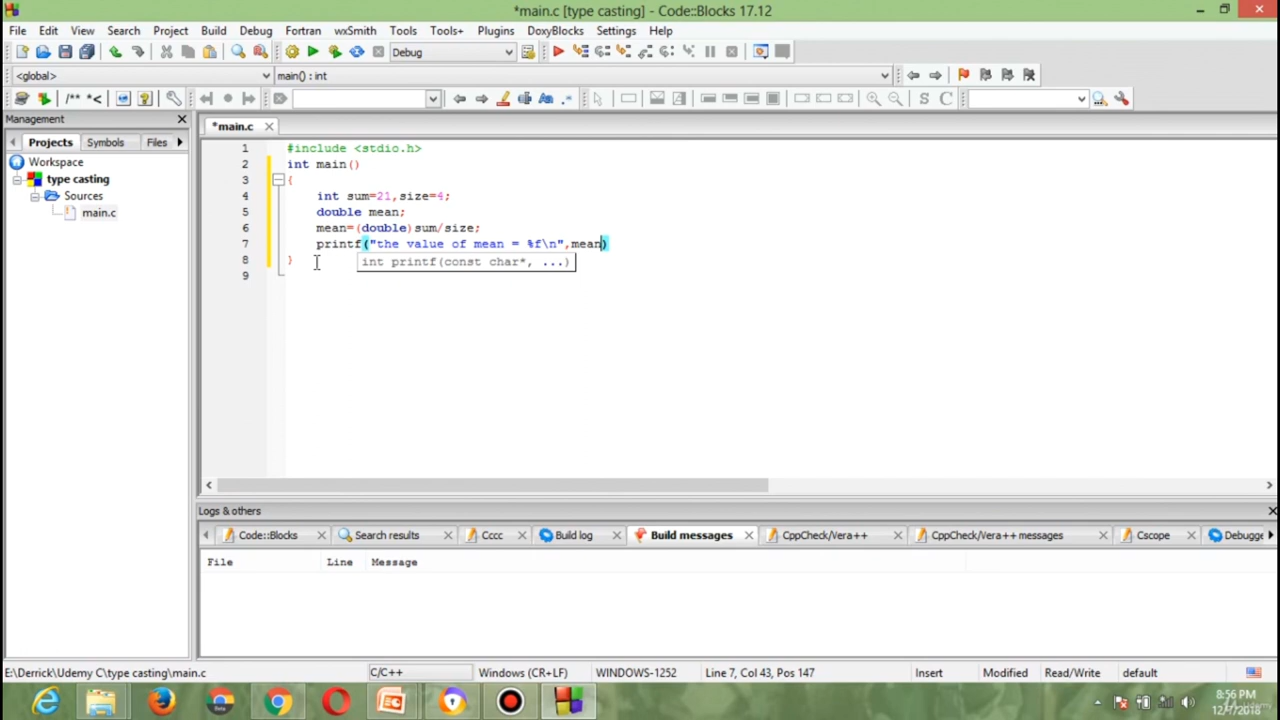 *main.c [type casting] - Code::Blocks 17.12
File Edit View Search Project Build Debug Fortran wxSmith Tools Tools+ Plugins DoxyBlocks Settings Help
Debug
<global> main() : int
/** *<
S C
Management
Projects Symbols Files
*main.c
Workspace
type casting
Sources
main.c
1 #include <stdio.h>
2 int main()
3 {
4 int sum=21,size=4;
5 double mean;
6 mean=(double)sum/size;
7 printf("the value of mean = %f\n",mean)
8 }
int printf(const char*, ...)
9
Logs & others
Code::Blocks Search results Cccc Build log Build messages CppCheck/Vera++ CppCheck/Vera++ messages Cscope Debugge
File Line Message
E:\Derrick\Udemy C\type casting\main.c C/C++ Windows (CR+LF) WINDOWS-1252 Line 7, Col 43, Pos 147 Insert Modified Read/Write default
8:56 PM
12/7/2018